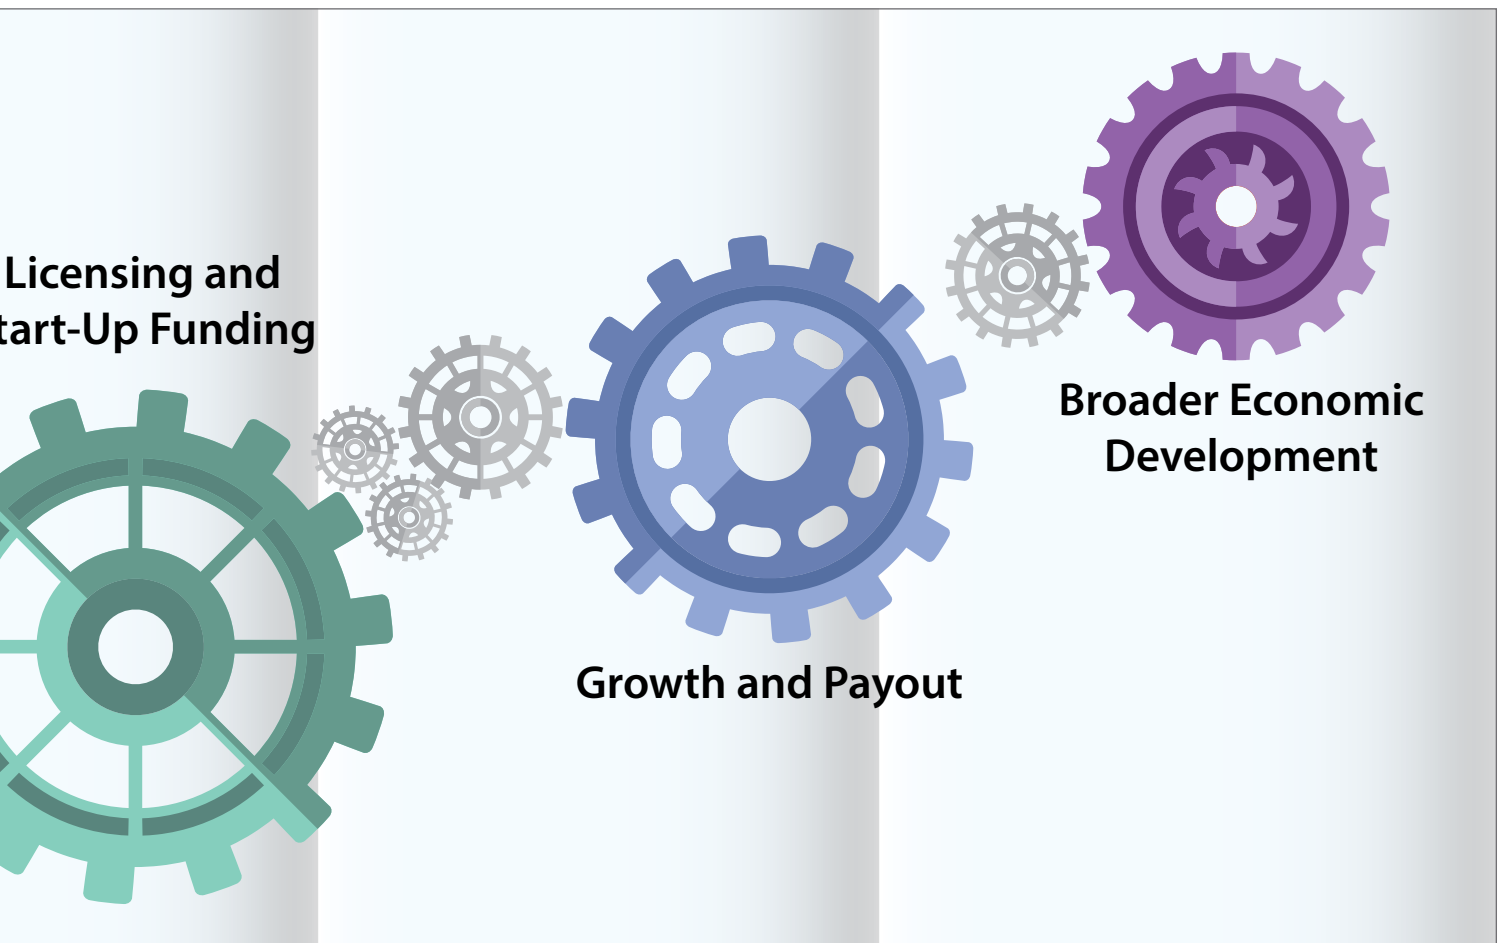 Licensing and
tart-Up Funding
Growth and Payout
Broader Economic
Development